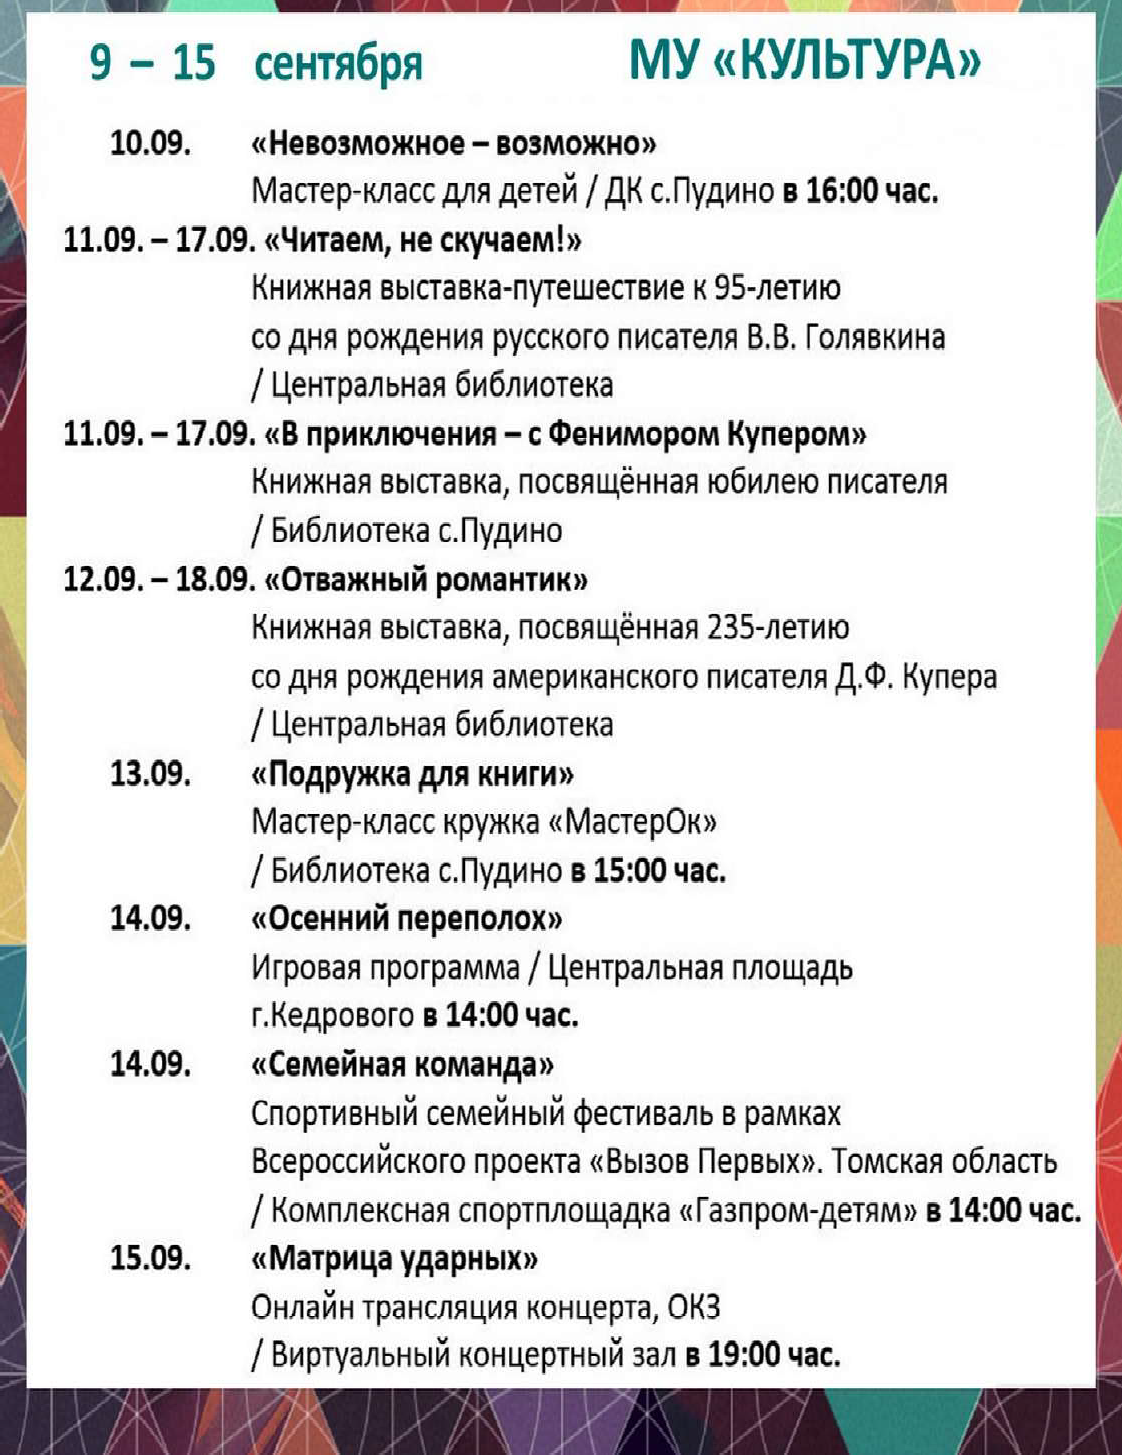 9 – 15 сентября МУ «КУЛЬТУРА»
10.09. «Невозможное – возможно»
Мастер-класс для детей / ДК с.Пудино в 16:00 час.
11.09. – 17.09. «Читаем, не скучаем!»
Книжная выставка-путешествие к 95-летию
со дня рождения русского писателя В.В. Голявкина
/ Центральная библиотека
11.09. – 17.09. «В приключения – с Фенимором Купером»
Книжная выставка, посвящённая юбилею писателя
/ Библиотека с.Пудино
12.09. – 18.09. «Отважный романтик»
Книжная выставка, посвящённая 235-летию
со дня рождения американского писателя Д.Ф. Купера
/ Центральная библиотека
13.09. «Подружка для книги»
Мастер-класс кружка «МастерОк»
/ Библиотека с.Пудино в 15:00 час.
14.09. «Осенний переполох»
Игровая программа / Центральная площадь
г.Кедрового в 14:00 час.
14.09. «Семейная команда»
Спортивный семейный фестиваль в рамках
Всероссийского проекта «Вызов Первых». Томская область
/ Комплексная спортплощадка «Газпром-детям» в 14:00 час.
15.09. «Матрица ударных»
Онлайн трансляция концерта, ОКЗ
/ Виртуальный концертный зал в 19:00 час.